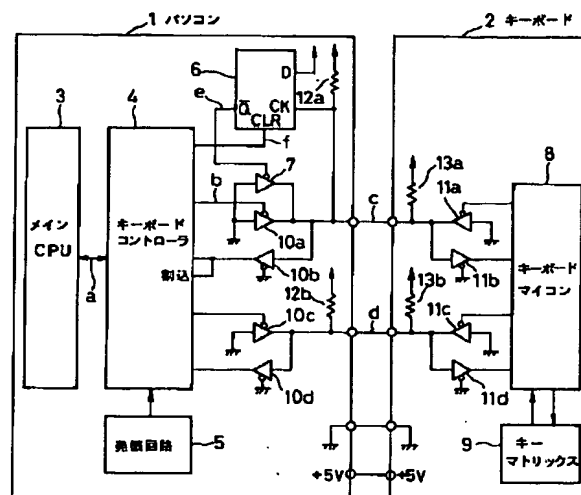 1 パソコン
2 キーボード
6
D
12a
e
Q̄
CK
CLR
f
3
4
7
13a
8
b
11a
c
メイン
CPU
キーボード
コントローラ
10a
a
割込
10b
11b
キーボード
マイコン
12b
13b
10c
d
11c
10d
11d
発振回路
5
9
キー
マトリックス
+5V
+5V